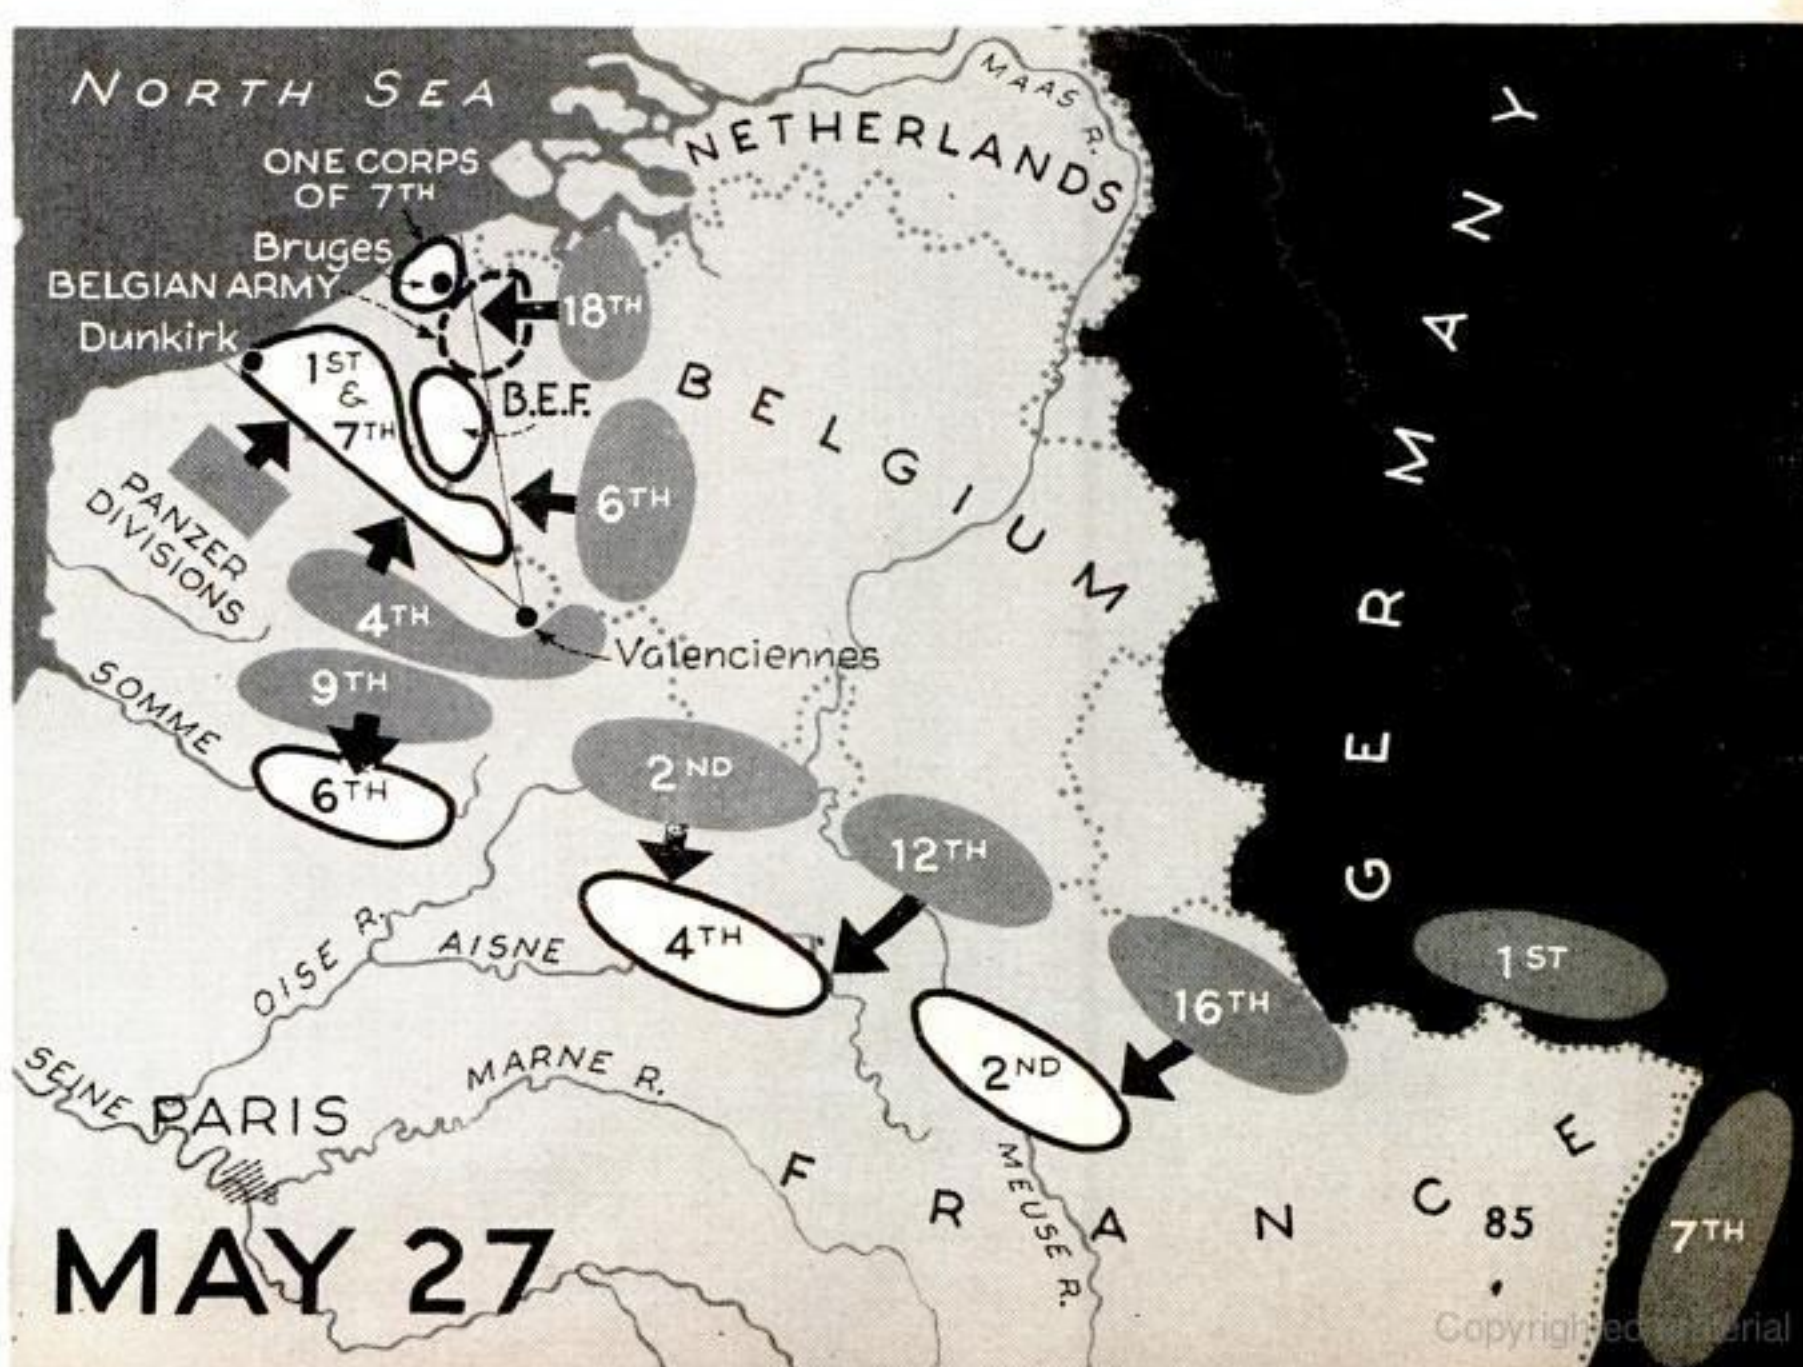 NORTH SEA
MAAS R.
NETHERLANDS
ONE CORPS
OF 7TH
Bruges
BELGIAN ARMY
18TH
Dunkirk
1ST
&
7TH
B.E.F.
BELGIUM
GERMANY
6TH
PANZER
DIVISIONS
4TH
Valenciennes
9TH
SOMME
6TH
2ND
12TH
4TH
AISNE
OISE R.
16TH
1ST
2ND
MARNE R.
SEINE
PARIS
MEUSE R.
FRANCE
85
7TH
MAY 27
Copyrighted Material